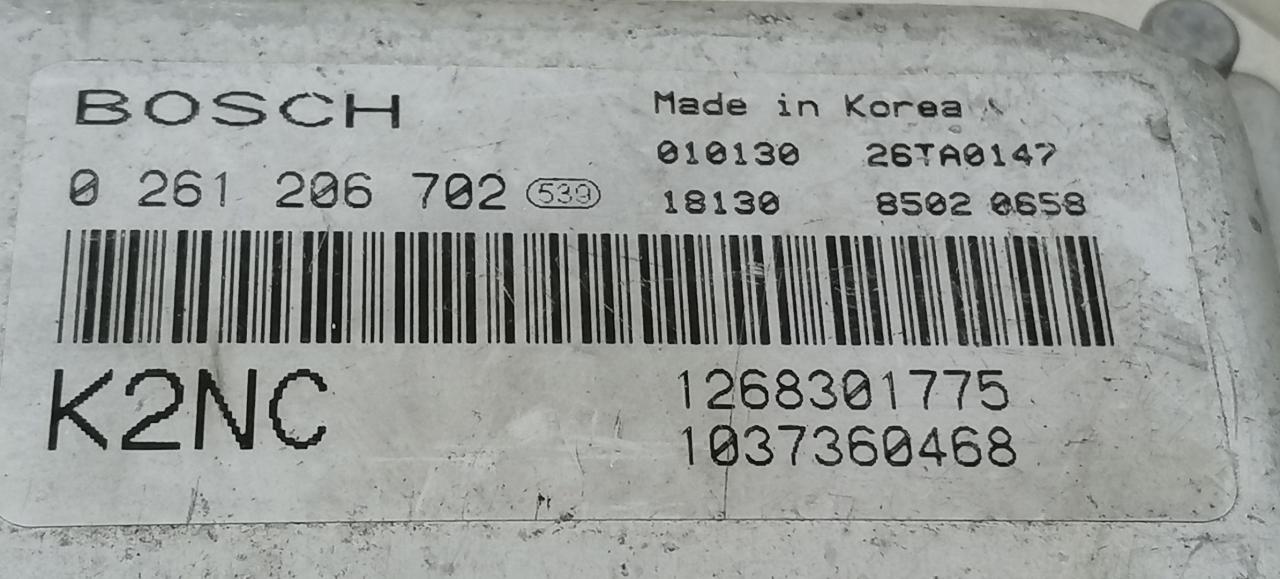 BOSCH
Made in Korea
010130 26TA0147
0 261 206 702 539
18130 8502 0658
K2NC
1268301775
1037360468